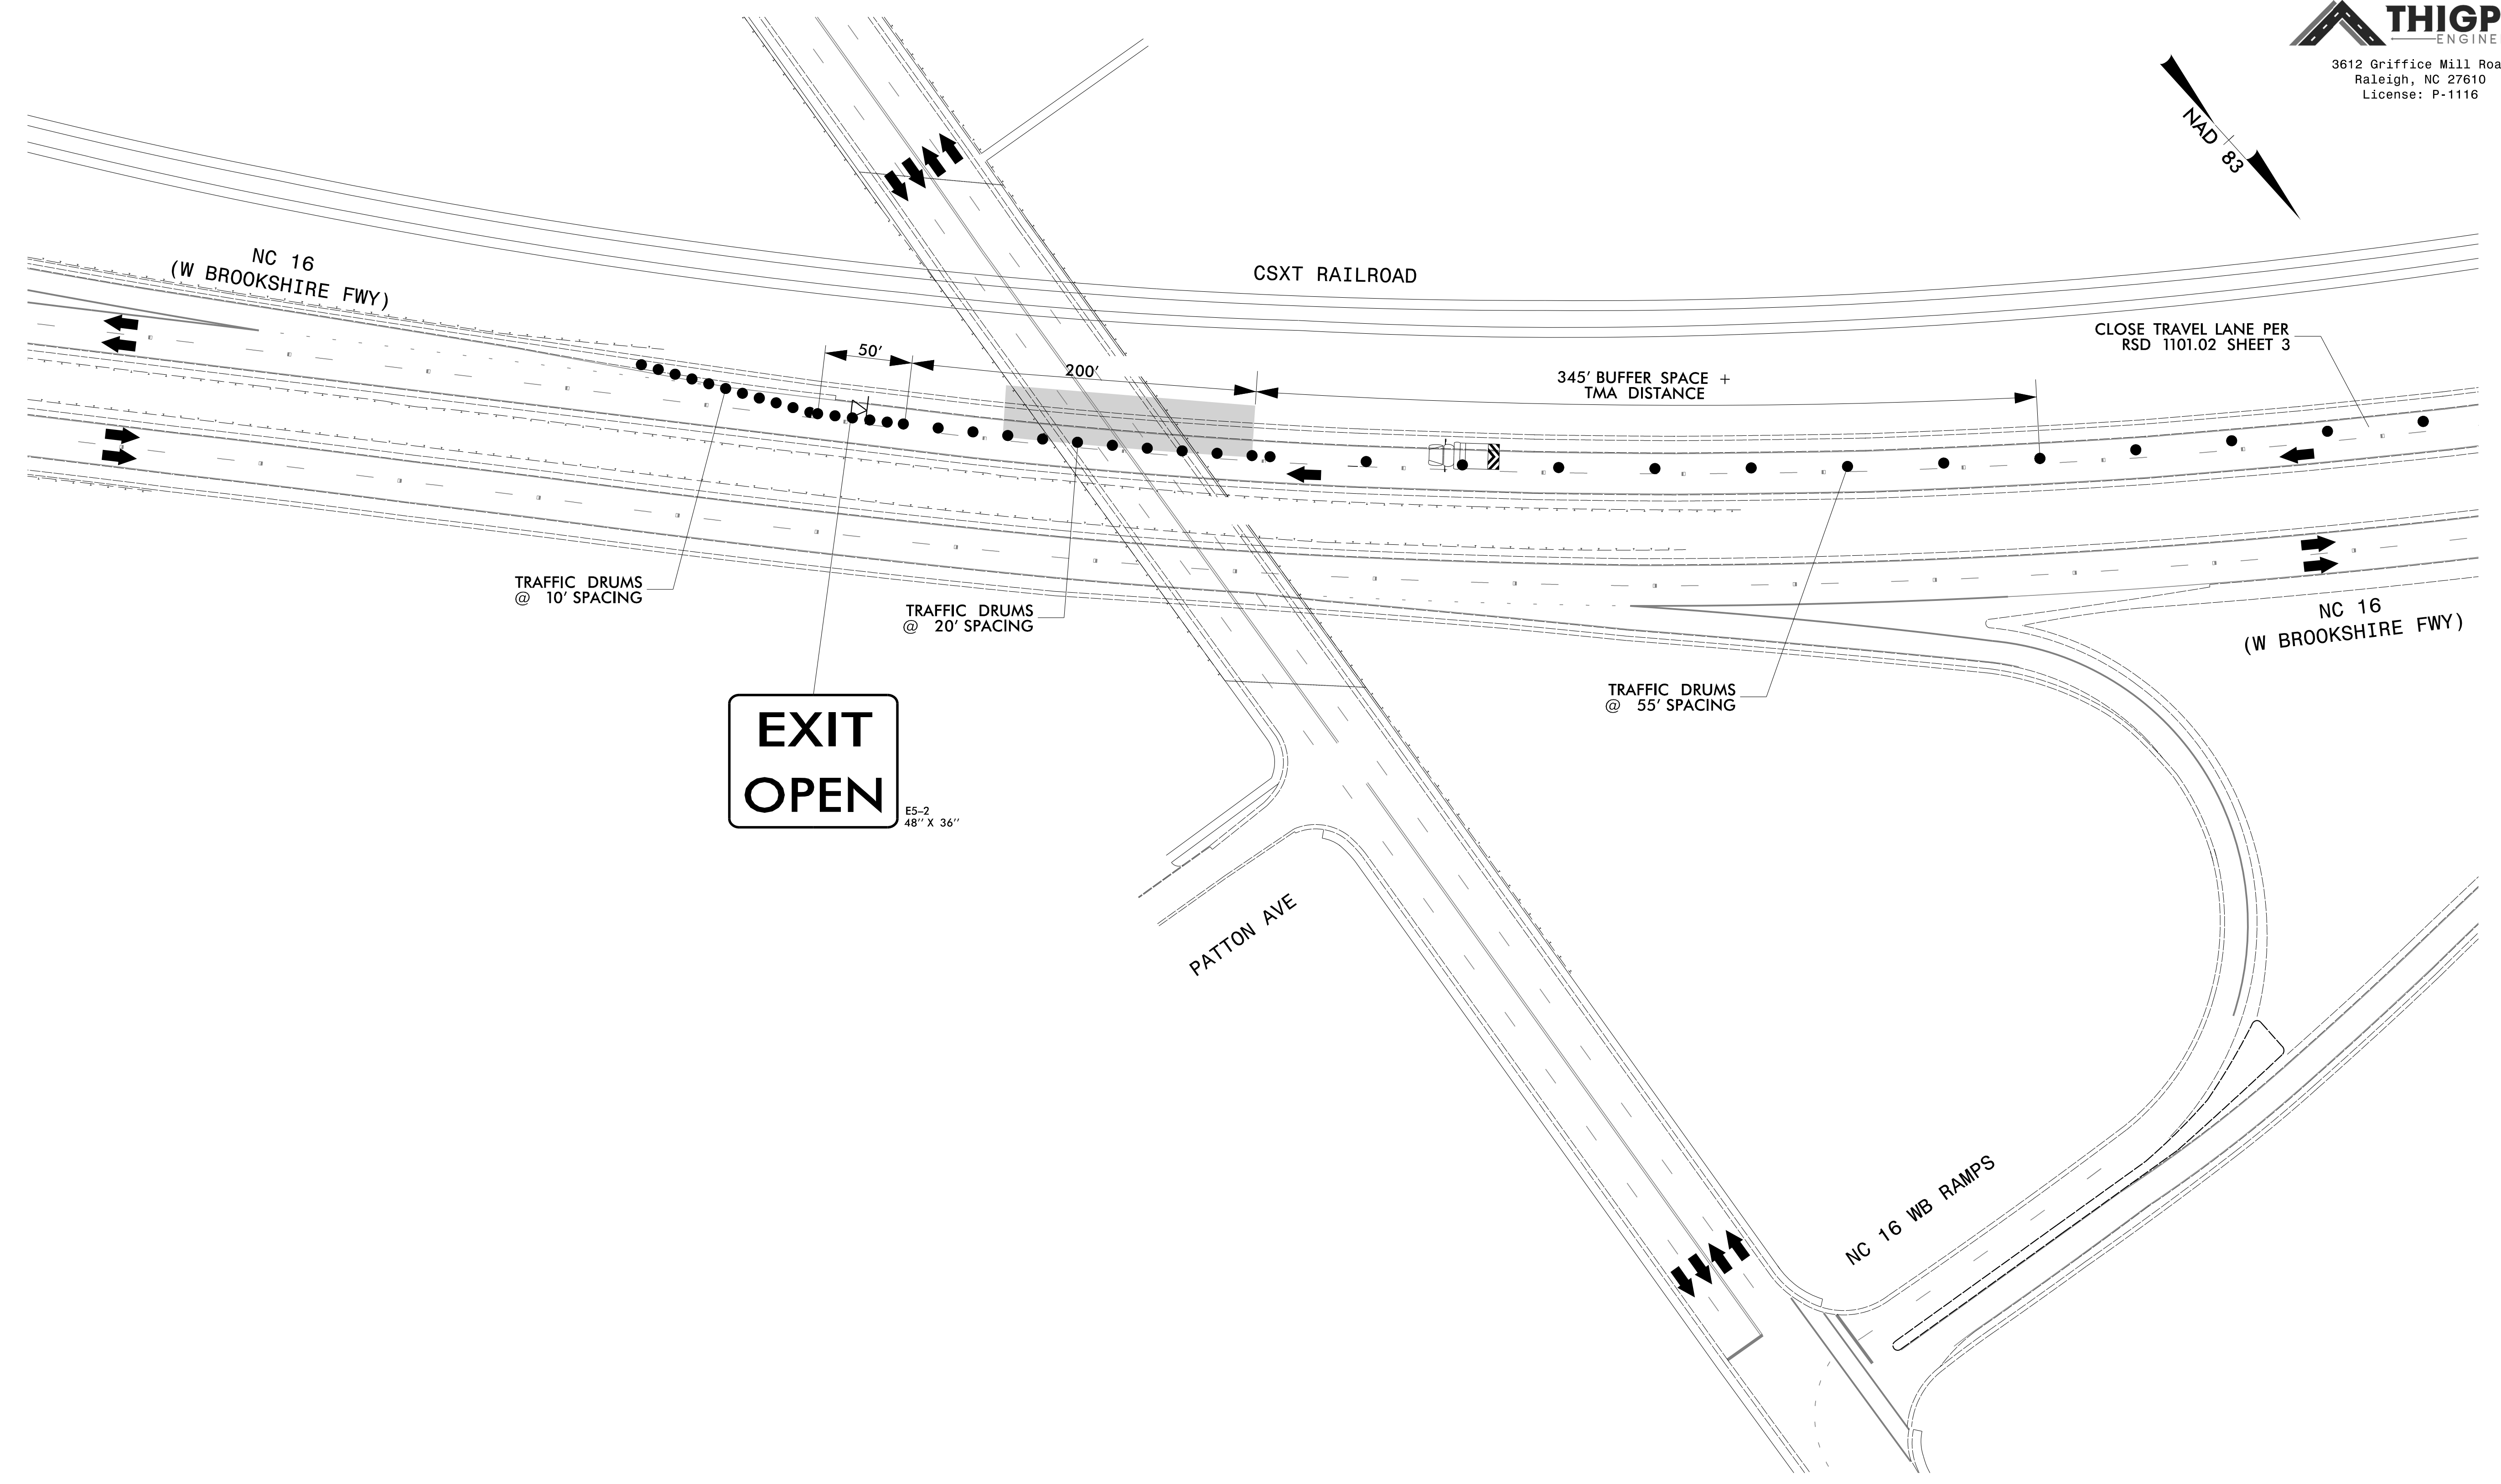 THIGP
ENGINE
3612 Griffice Mill Roa
Raleigh, NC 27610
License: P-1116
NAD 83
NC 16
(W BROOKSHIRE FWY)
CSXT RAILROAD
CLOSE TRAVEL LANE PER
RSD 1101.02 SHEET 3
50'
200'
345' BUFFER SPACE +
TMA DISTANCE
TRAFFIC DRUMS
@ 10' SPACING
TRAFFIC DRUMS
@ 20' SPACING
NC 16
(W BROOKSHIRE FWY)
TRAFFIC DRUMS
@ 55' SPACING
EXIT
OPEN
E5-2
48" X 36"
PATTON AVE
NC 16 WB RAMPS